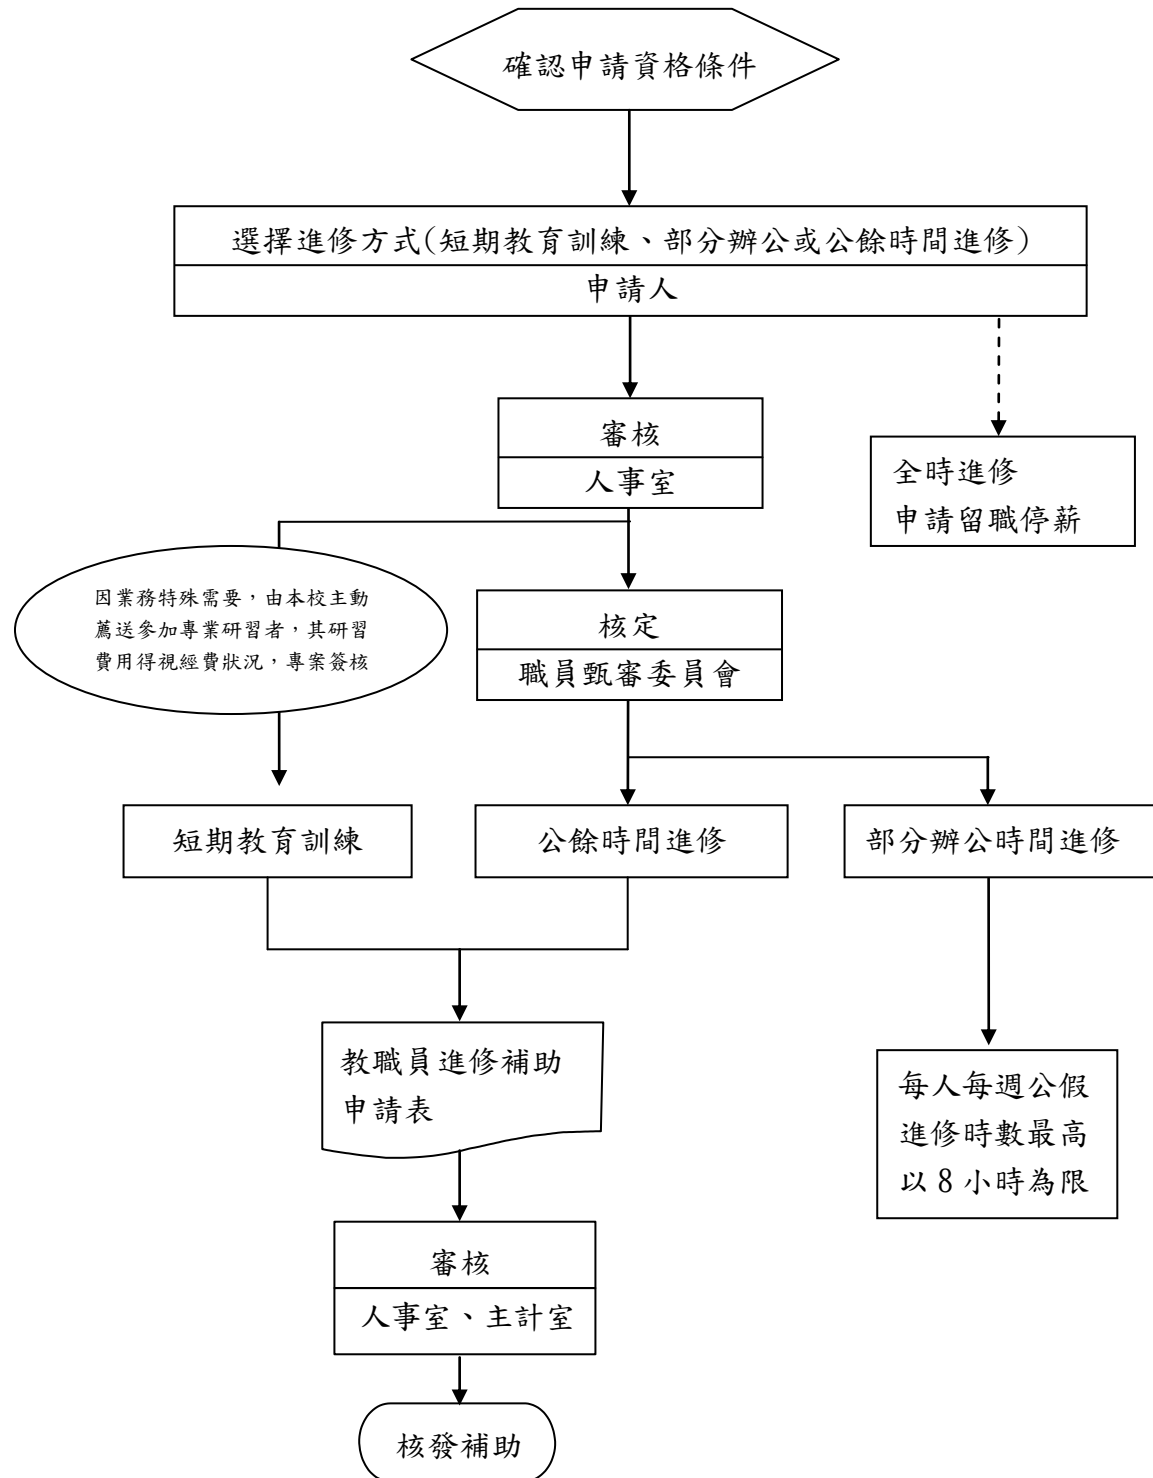 確認申請資格條件
選擇進修方式(短期教育訓練、部分辦公或公餘時間進修)
申請人
審核
人事室
全時進修
申請留職停薪
因業務特殊需要，由本校主動
薦送參加專業研習者，其研習
費用得視經費狀況，專案簽核
核定
職員甄審委員會
短期教育訓練
公餘時間進修
部分辦公時間進修
教職員進修補助
申請表
每人每週公假
進修時數最高
以 8 小時為限
審核
人事室、主計室
核發補助